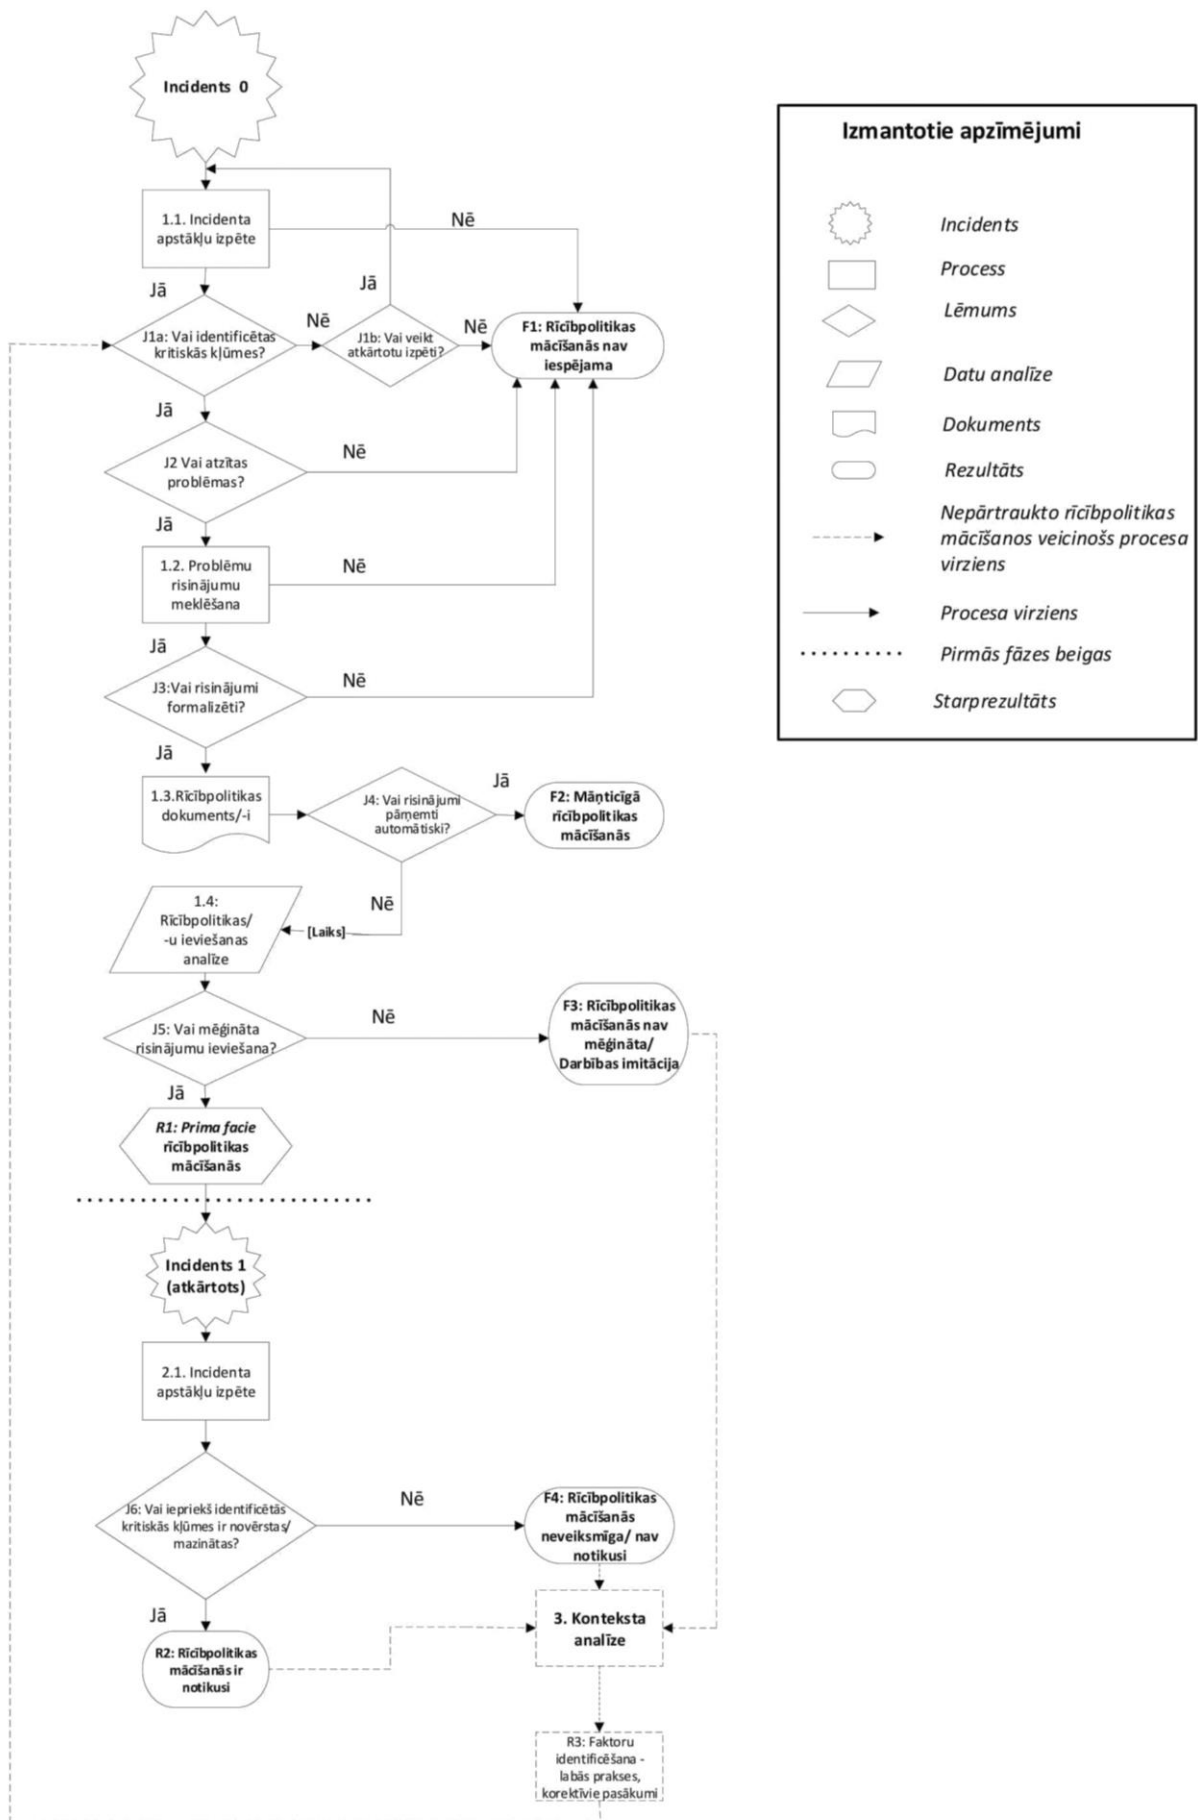 Incidents 0
1.1. Incidenta
apstākļu izpēte
Nē
Jā
Jā
J1a: Vai identificētas
kritiskās kļūmes?
Nē
J1b: Vai veikt
atkārtotu izpēti?
Nē
F1: Rīcībpolitikas
mācīšanās nav
iespējama
Jā
J2 Vai atzītas
problēmas?
Nē
Jā
1.2. Problēmu
risinājumu
meklēšana
Nē
Jā
J3:Vai risinājumi
formalizēti?
Nē
Jā
1.3.Rīcībpolitikas
dokuments/-i
J4: Vai risinājumi
pārņemti
automātiski?
Jā
F2: Māņticīgā
rīcībpolitikas
mācīšanās
Nē
[Laiks]
1.4:
Rīcībpolitikas/
-u ieviešanas
analīze
J5: Vai mēģināta
risinājumu ieviešana?
Nē
F3: Rīcībpolitikas
mācīšanās nav
mēģināta/
Darbības imitācija
Jā
R1: Prima facie
rīcībpolitikas
mācīšanās
Incidents 1
(atkārtots)
2.1. Incidenta
apstākļu izpēte
J6: Vai iepriekš identificētās
kritiskās kļūmes ir novērstas/
mazinātas?
Nē
F4: Rīcībpolitikas
mācīšanās
neveiksmīga/ nav
notikusi
Jā
R2: Rīcībpolitikas
mācīšanās ir
notikusi
3. Konteksta
analīze
R3: Faktoru
identificēšana -
labās prakses,
korektīvie pasākumi
Izmantotie apzīmējumi
Incidents
Process
Lēmums
Datu analīze
Dokuments
Rezultāts
Nepārtraukto rīcībpolitikas
mācīšanos veicinošs procesa
virziens
Procesa virziens
Pirmās fāzes beigas
Starprezultāts